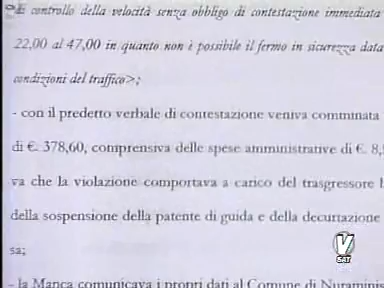 di controllo della velocità senza obbligo di contestazione immediata
22,00 al 47,00 in quanto non è possibile il fermo in sicurezza data
condizioni del traffico>;
- con il predetto verbale di contestazione veniva comminata
di €. 378,60, comprensiva delle spese amministrative di €. 8,
va che la violazione comportava a carico del trasgressore
della sospensione della patente di guida e della decurtazione
sa;
- la Manca comunicava i propri dati al Comune di Nuraminis
V
SAT